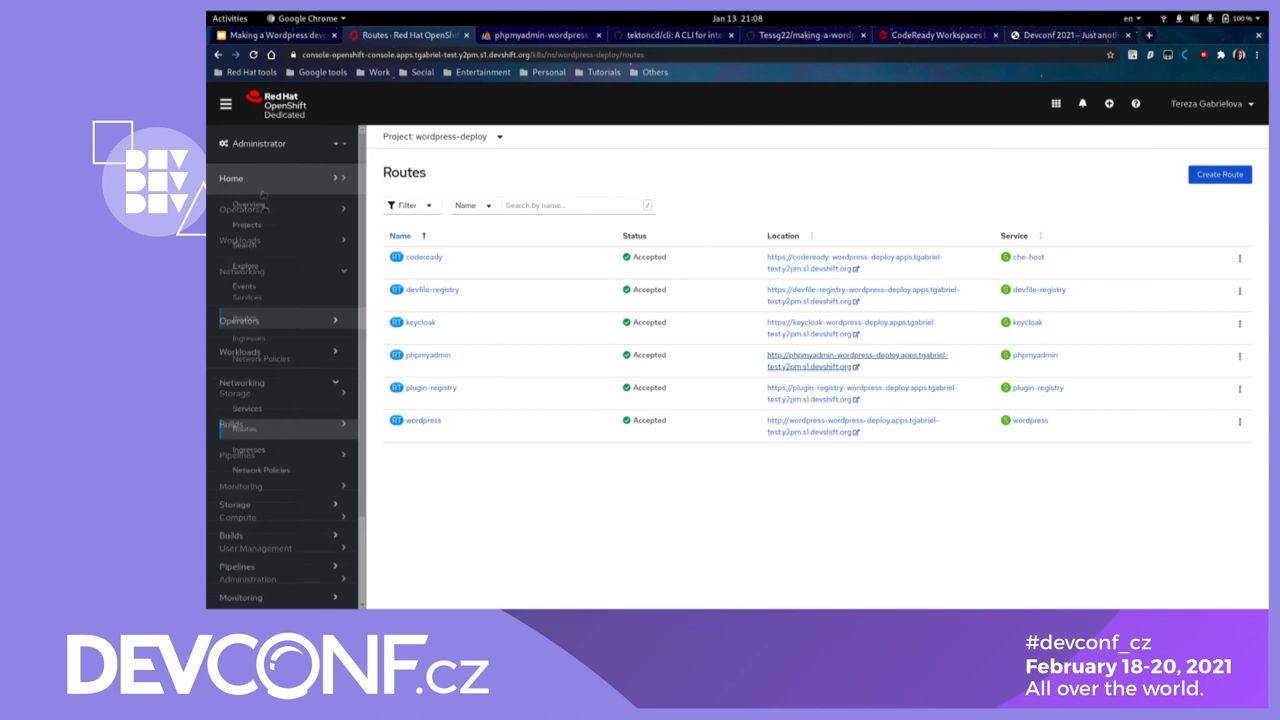 Activities
Google Chrome
Jan 13 21:08
en
100 %
Making a Wordpress dev
Routes · Red Hat OpenShi
phpmyadmin-wordpress
tektoncd/cli: A CLI for inte
Tessg22/making-a-wordp
CodeReady Workspaces
Devconf 2021 – Just anoth
console-openshift-console.apps.tgabriel-test.y2pm.s1.devshift.org/k8s/ns/wordpress-deploy/routes
Red Hat tools
Google tools
Work
Social
Entertainment
Personal
Tutorials
Others
Red Hat
OpenShift
Dedicated
Tereza Gabrielova
Administrator
Home
Overview
Operators
Projects
Workloads
Search
Explore
Networking
Events
Services
Routes
Operators
Ingresses
Workloads
Network Policies
Networking
Storage
Services
Builds
Routes
Ingresses
Pipelines
Network Policies
Monitoring
Storage
Compute
Builds
User Management
Pipelines
Administration
Monitoring
Project: wordpress-deploy
Routes
Create Route
Filter
Name
Search by name...
/
Name
Status
Location
Service
RT codeready
Accepted
https://codeready-wordpress-deploy.apps.tgabriel-
test.y2pm.s1.devshift.org
S che-host
RT devfile-registry
Accepted
https://devfile-registry-wordpress-deploy.apps.tgabriel-
test.y2pm.s1.devshift.org
S devfile-registry
RT keycloak
Accepted
https://keycloak-wordpress-deploy.apps.tgabriel-
test.y2pm.s1.devshift.org
S keycloak
RT phpmyadmin
Accepted
http://phpmyadmin-wordpress-deploy.apps.tgabriel-
test.y2pm.s1.devshift.org
S phpmyadmin
RT plugin-registry
Accepted
https://plugin-registry-wordpress-deploy.apps.tgabriel-
test.y2pm.s1.devshift.org
S plugin-registry
RT wordpress
Accepted
http://wordpress-wordpress-deploy.apps.tgabriel-
test.y2pm.s1.devshift.org
S wordpress
DEV
DEV
DEV
DEVCONF.cz
#devconf_cz
February 18-20, 2021
All over the world.